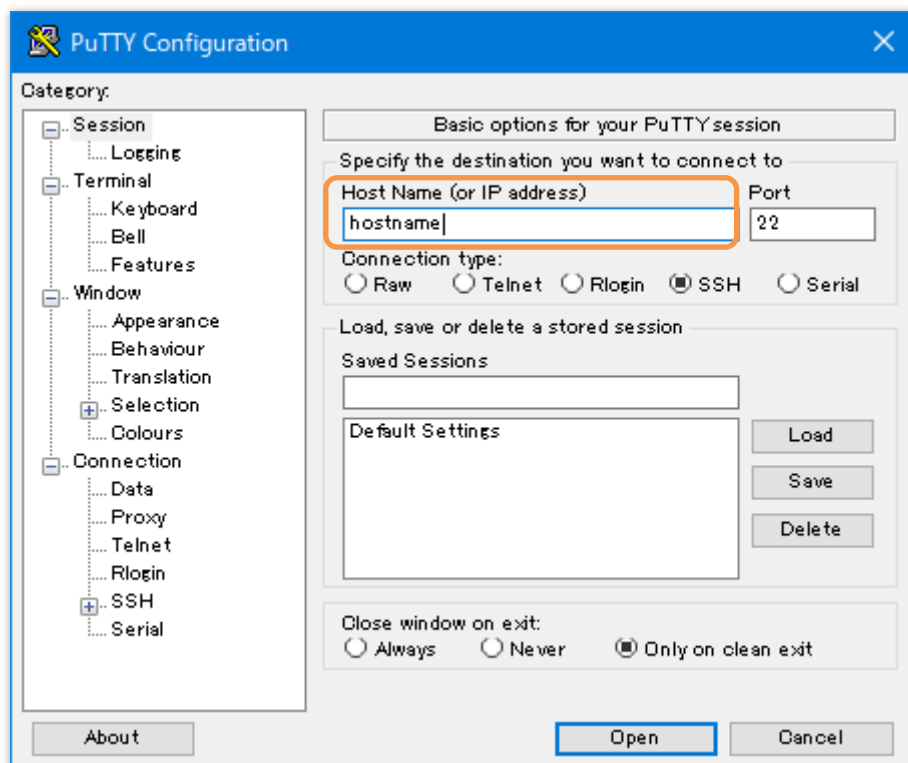 PuTTY Configuration
Category:
Session
Logging
Terminal
Keyboard
Bell
Features
Window
Appearance
Behaviour
Translation
Selection
Colours
Connection
Data
Proxy
Telnet
Rlogin
SSH
Serial
Basic options for your PuTTY session
Specify the destination you want to connect to
Host Name (or IP address) Port
hostname 22
Connection type:
Raw Telnet Rlogin SSH Serial
Load, save or delete a stored session
Saved Sessions
Default Settings
Load
Save
Delete
Close window on exit:
Always Never Only on clean exit
About Open Cancel